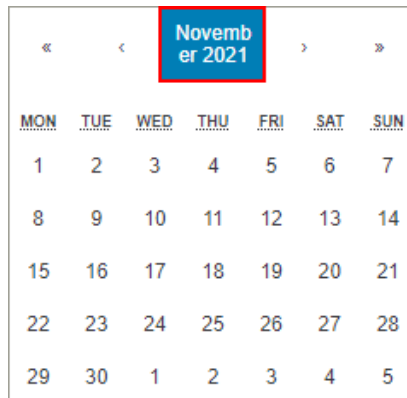 « ‹ Novemb
er 2021 › »
MON TUE WED THU FRI SAT SUN
1 2 3 4 5 6 7
8 9 10 11 12 13 14
15 16 17 18 19 20 21
22 23 24 25 26 27 28
29 30 1 2 3 4 5